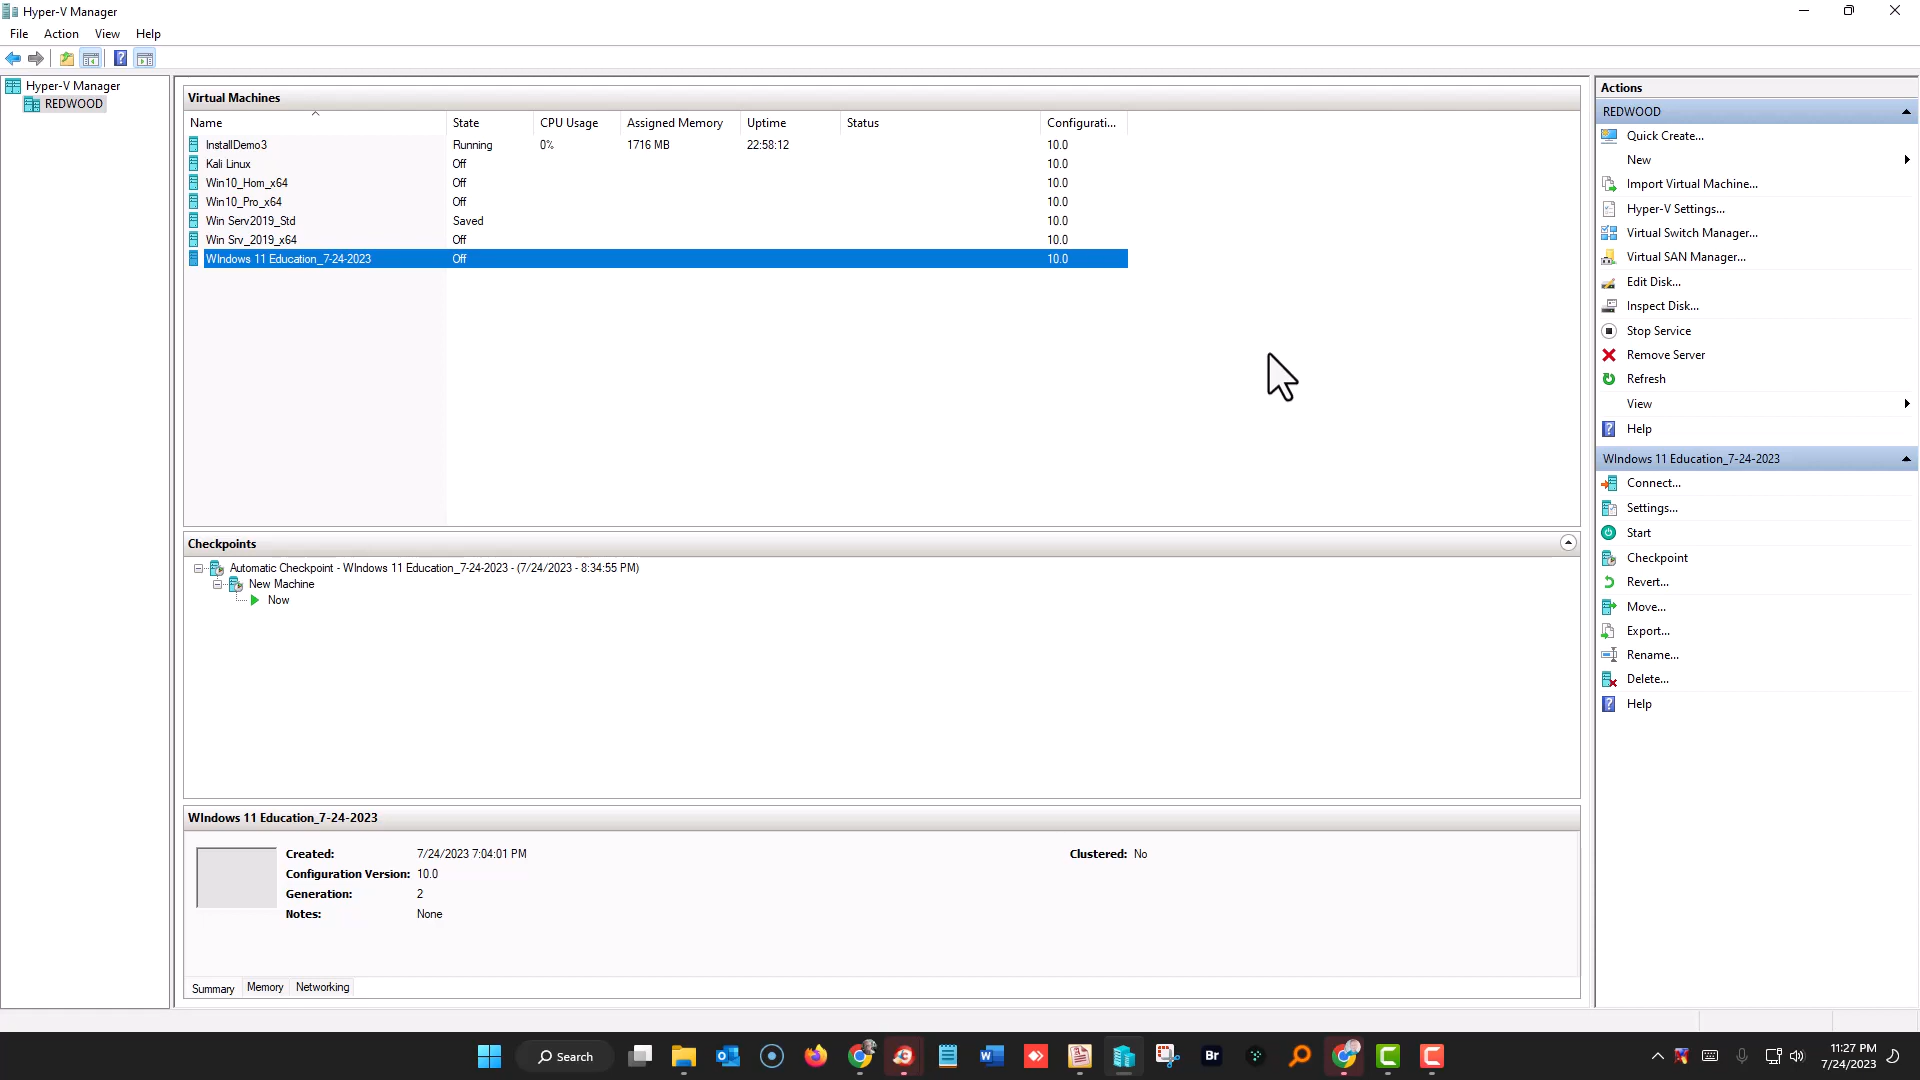 Hyper-V Manager
File Action View Help
Hyper-V Manager
REDWOOD
Virtual Machines
Name State CPU Usage Assigned Memory Uptime Status Configurati...
InstallDemo3 Running 0% 1716 MB 22:58:12 10.0
Kali Linux Off 10.0
Win10_Hom_x64 Off 10.0
Win10_Pro_x64 Off 10.0
Win Serv2019_Std Saved 10.0
Win Srv_2019_x64 Off 10.0
WIndows 11 Education_7-24-2023 Off 10.0
Checkpoints
Automatic Checkpoint - WIndows 11 Education_7-24-2023 - (7/24/2023 - 8:34:55 PM)
New Machine
Now
WIndows 11 Education_7-24-2023
Created: 7/24/2023 7:04:01 PM Clustered: No
Configuration Version: 10.0
Generation: 2
Notes: None
Summary Memory Networking
Actions
REDWOOD
Quick Create...
New
Import Virtual Machine...
Hyper-V Settings...
Virtual Switch Manager...
Virtual SAN Manager...
Edit Disk...
Inspect Disk...
Stop Service
Remove Server
Refresh
View
Help
WIndows 11 Education_7-24-2023
Connect...
Settings...
Start
Checkpoint
Revert...
Move...
Export...
Rename...
Delete...
Help
Search
Br
11:27 PM
7/24/2023